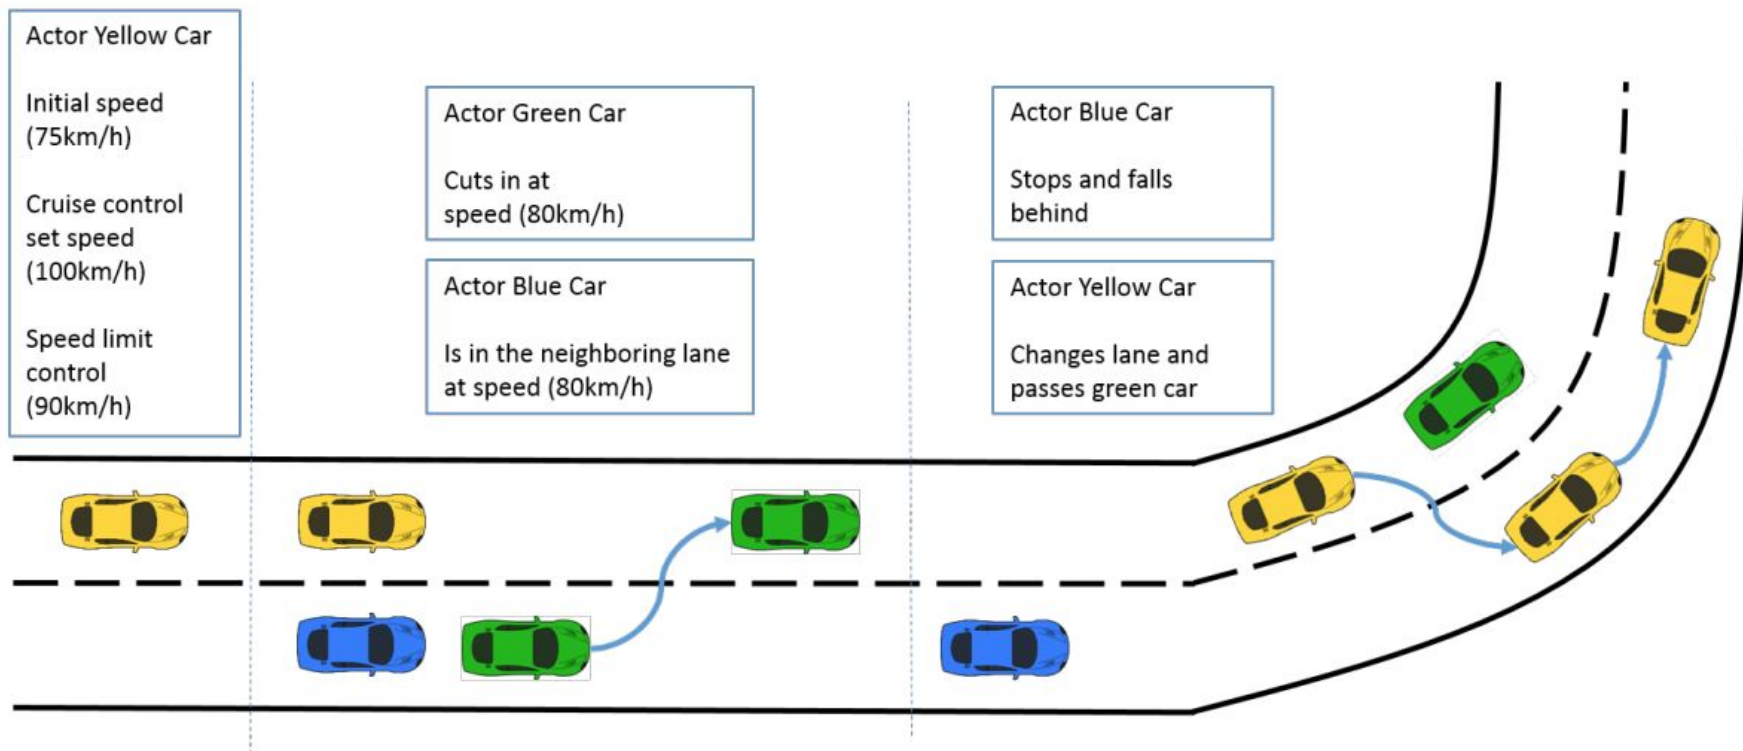 Actor Yellow Car
Initial speed
(75km/h)
Cruise control
set speed
(100km/h)
Speed limit
control
(90km/h)
Actor Green Car
Cuts in at
speed (80km/h)
Actor Blue Car
Is in the neighboring lane
at speed (80km/h)
Actor Blue Car
Stops and falls
behind
Actor Yellow Car
Changes lane and
passes green car